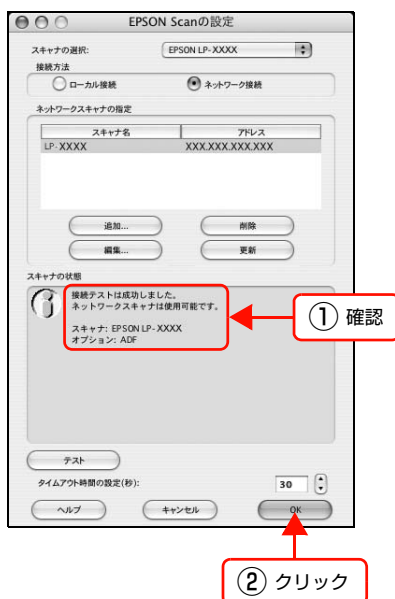 EPSON Scanの設定
スキャナの選択: EPSON LP-XXXX
接続方法
ローカル接続 ネットワーク接続
ネットワークスキャナの指定
スキャナ名 アドレス
LP-XXXX XXX.XXX.XXX.XXX
追加... 削除
編集... 更新
スキャナの状態
接続テストは成功しました。
ネットワークスキャナは使用可能です。
スキャナ: EPSON LP-XXXX
オプション: ADF
① 確認
テスト
タイムアウト時間の設定(秒): 30
ヘルプ キャンセル OK
② クリック